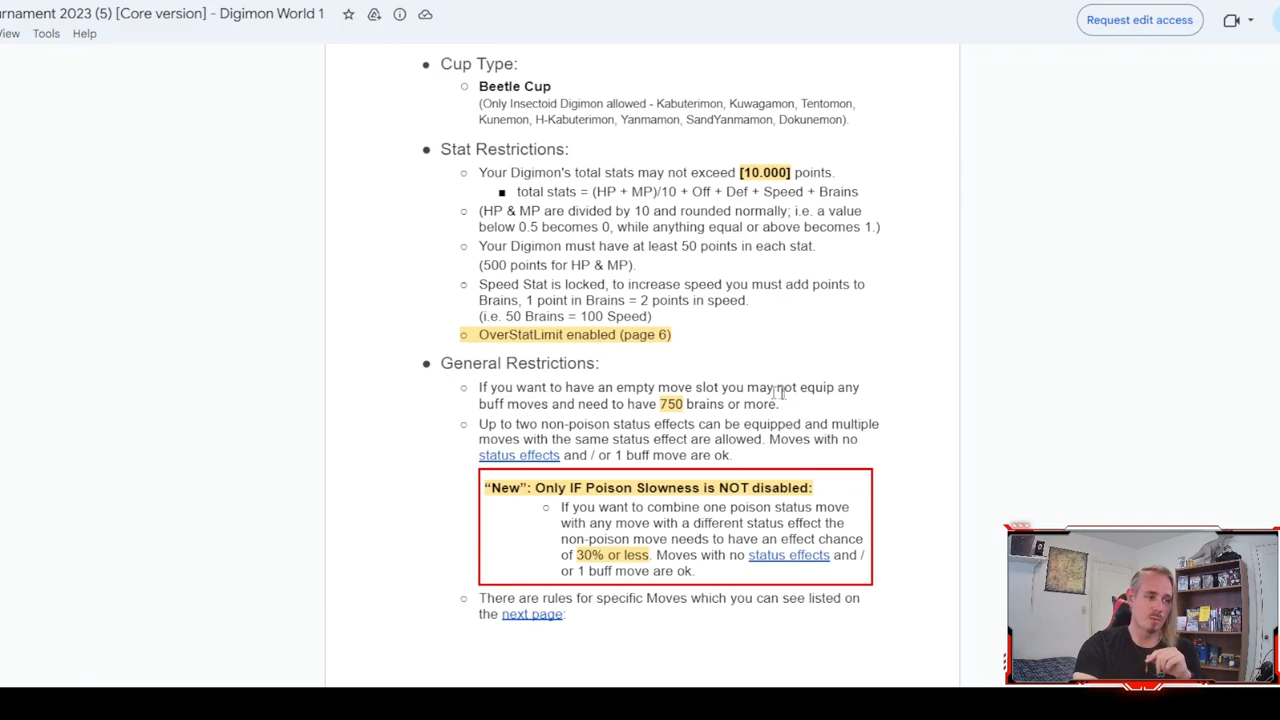 urnament 2023 (5) [Core version] - Digimon World 1
Request edit access
View Tools Help
● Cup Type:
○ Beetle Cup
(Only Insectoid Digimon allowed - Kabuterimon, Kuwagamon, Tentomon,
Kunemon, H-Kabuterimon, Yanmamon, SandYanmamon, Dokunemon).
● Stat Restrictions:
○ Your Digimon's total stats may not exceed [10.000] points.
■ total stats = (HP + MP)/10 + Off + Def + Speed + Brains
○ (HP & MP are divided by 10 and rounded normally; i.e. a value
below 0.5 becomes 0, while anything equal or above becomes 1.)
○ Your Digimon must have at least 50 points in each stat.
(500 points for HP & MP).
○ Speed Stat is locked, to increase speed you must add points to
Brains, 1 point in Brains = 2 points in speed.
(i.e. 50 Brains = 100 Speed)
○ OverStatLimit enabled (page 6)
● General Restrictions:
○ If you want to have an empty move slot you may not equip any
buff moves and need to have 750 brains or more.
○ Up to two non-poison status effects can be equipped and multiple
moves with the same status effect are allowed. Moves with no
status effects and / or 1 buff move are ok.
“New”: Only IF Poison Slowness is NOT disabled:
○ If you want to combine one poison status move
with any move with a different status effect the
non-poison move needs to have an effect chance
of 30% or less. Moves with no status effects and /
or 1 buff move are ok.
○ There are rules for specific Moves which you can see listed on
the next page: